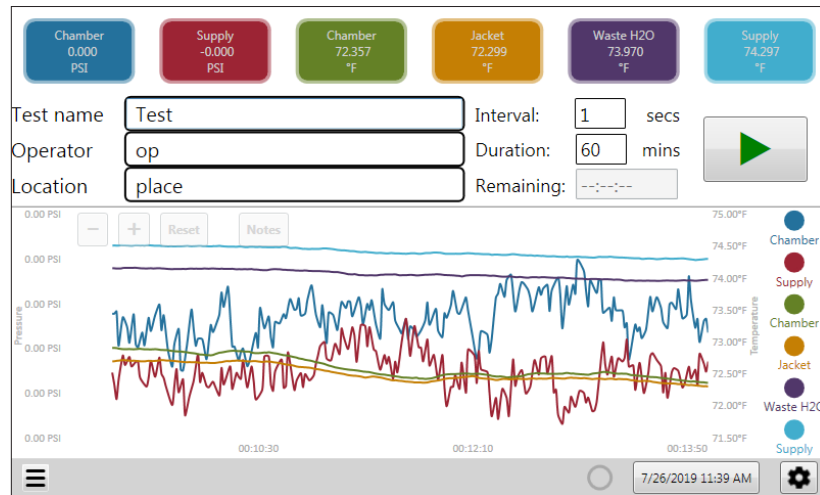 Chamber
0.000
PSI
Supply
-0.000
PSI
Chamber
72.357
°F
Jacket
72.299
°F
Waste H2O
73.970
°F
Supply
74.297
°F
Test name Test Interval: 1 secs
Operator op Duration: 60 mins
Location place Remaining: --:--:--
0.00 PSI
0.00 PSI
0.00 PSI
0.00 PSI
0.00 PSI
0.00 PSI
Pressure
− + Reset Notes
75.00°F
74.50°F
74.00°F
73.50°F
73.00°F
72.50°F
72.00°F
71.50°F
Temperature
Chamber
Supply
Chamber
Jacket
Waste H2O
Supply
00:10:30 00:12:10 00:13:50
7/26/2019 11:39 AM